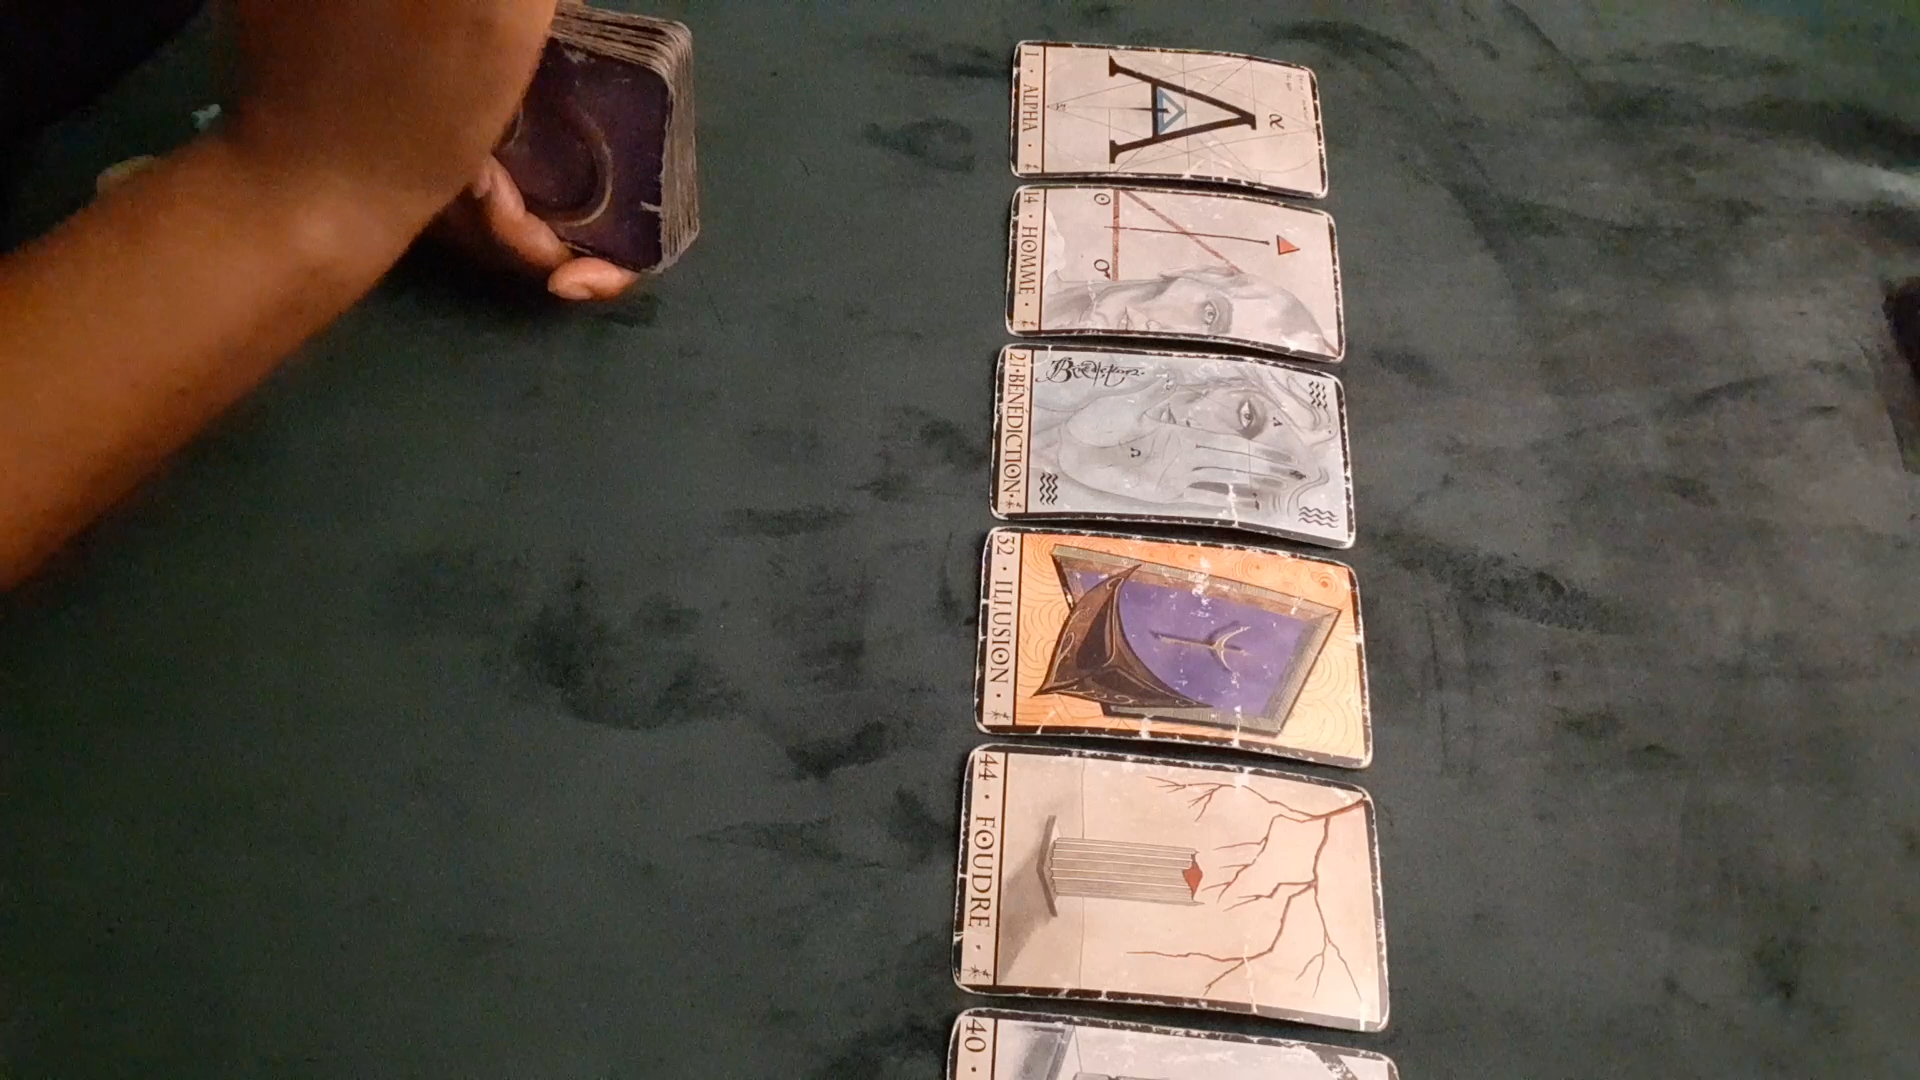 1 · ALPHA ·
A
α
14 · HOMME ·
21 · BÉNÉDICTION ·
Bénédiction
32 · ILLUSION ·
44 · FOUDRE ·
40 ·